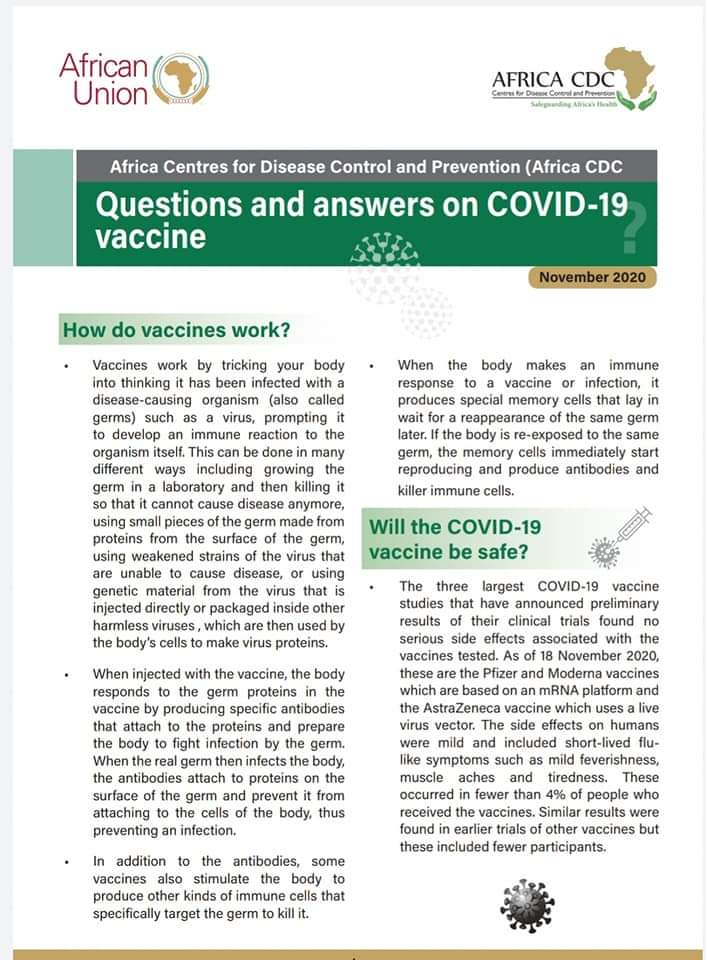 African
Union
AFRICA CDC
Centres for Disease Control and Prevention
Safeguarding Africa's Health
Africa Centres for Disease Control and Prevention (Africa CDC
Questions and answers on COVID-19
vaccine
?
November 2020
How do vaccines work?
• Vaccines work by tricking your body
into thinking it has been infected with a
disease-causing organism (also called
germs) such as a virus, prompting it
to develop an immune reaction to the
organism itself. This can be done in many
different ways including growing the
germ in a laboratory and then killing it
so that it cannot cause disease anymore,
using small pieces of the germ made from
proteins from the surface of the germ,
using weakened strains of the virus that
are unable to cause disease, or using
genetic material from the virus that is
injected directly or packaged inside other
harmless viruses , which are then used by
the body's cells to make virus proteins.
• When injected with the vaccine, the body
responds to the germ proteins in the
vaccine by producing specific antibodies
that attach to the proteins and prepare
the body to fight infection by the germ.
When the real germ then infects the body,
the antibodies attach to proteins on the
surface of the germ and prevent it from
attaching to the cells of the body, thus
preventing an infection.
• In addition to the antibodies, some
vaccines also stimulate the body to
produce other kinds of immune cells that
specifically target the germ to kill it.
• When the body makes an immune
response to a vaccine or infection, it
produces special memory cells that lay in
wait for a reappearance of the same germ
later. If the body is re-exposed to the same
germ, the memory cells immediately start
reproducing and produce antibodies and
killer immune cells.
Will the COVID-19
vaccine be safe?
• The three largest COVID-19 vaccine
studies that have announced preliminary
results of their clinical trials found no
serious side effects associated with the
vaccines tested. As of 18 November 2020,
these are the Pfizer and Moderna vaccines
which are based on an mRNA platform and
the AstraZeneca vaccine which uses a live
virus vector. The side effects on humans
were mild and included short-lived flu-
like symptoms such as mild feverishness,
muscle aches and tiredness. These
occurred in fewer than 4% of people who
received the vaccines. Similar results were
found in earlier trials of other vaccines but
these included fewer participants.